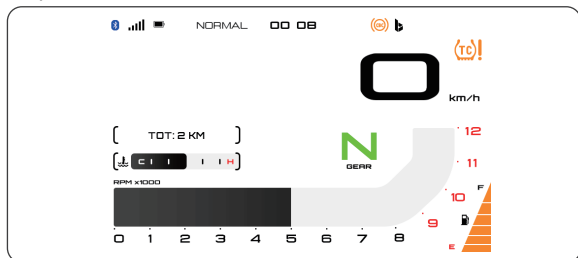 NORMAL 00 08
(TC)!
0
km/h
[ TOT: 2 KM ]
C H
N
GEAR
RPM x1000
0 1 2 3 4 5 6 7 8 9 10 11 12
F
E